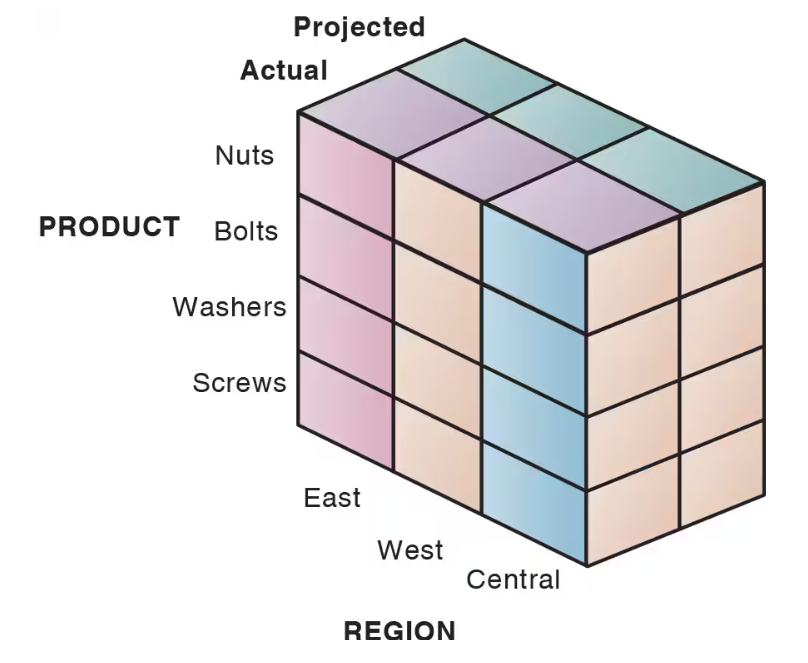 Projected
Actual
Nuts
PRODUCT
Bolts
Washers
Screws
East
West
Central
REGION